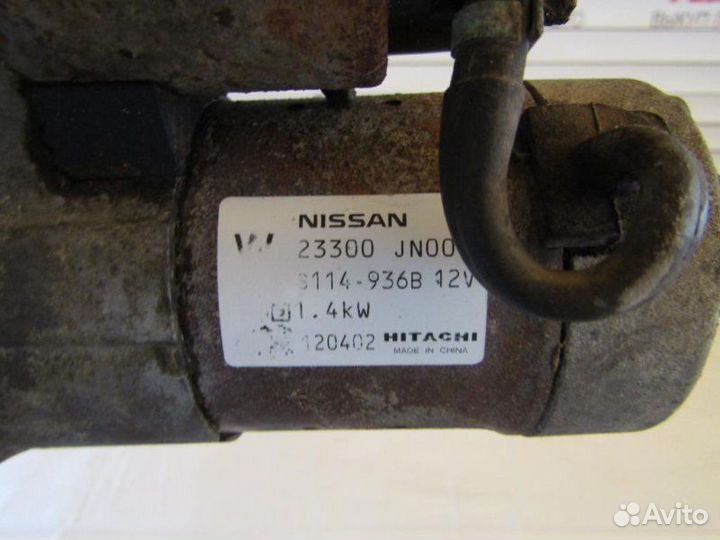 NISSAN
23300 JN00
S114-936B 12V
1.4kW
120402 HITACHI
MADE IN CHINA
Avito